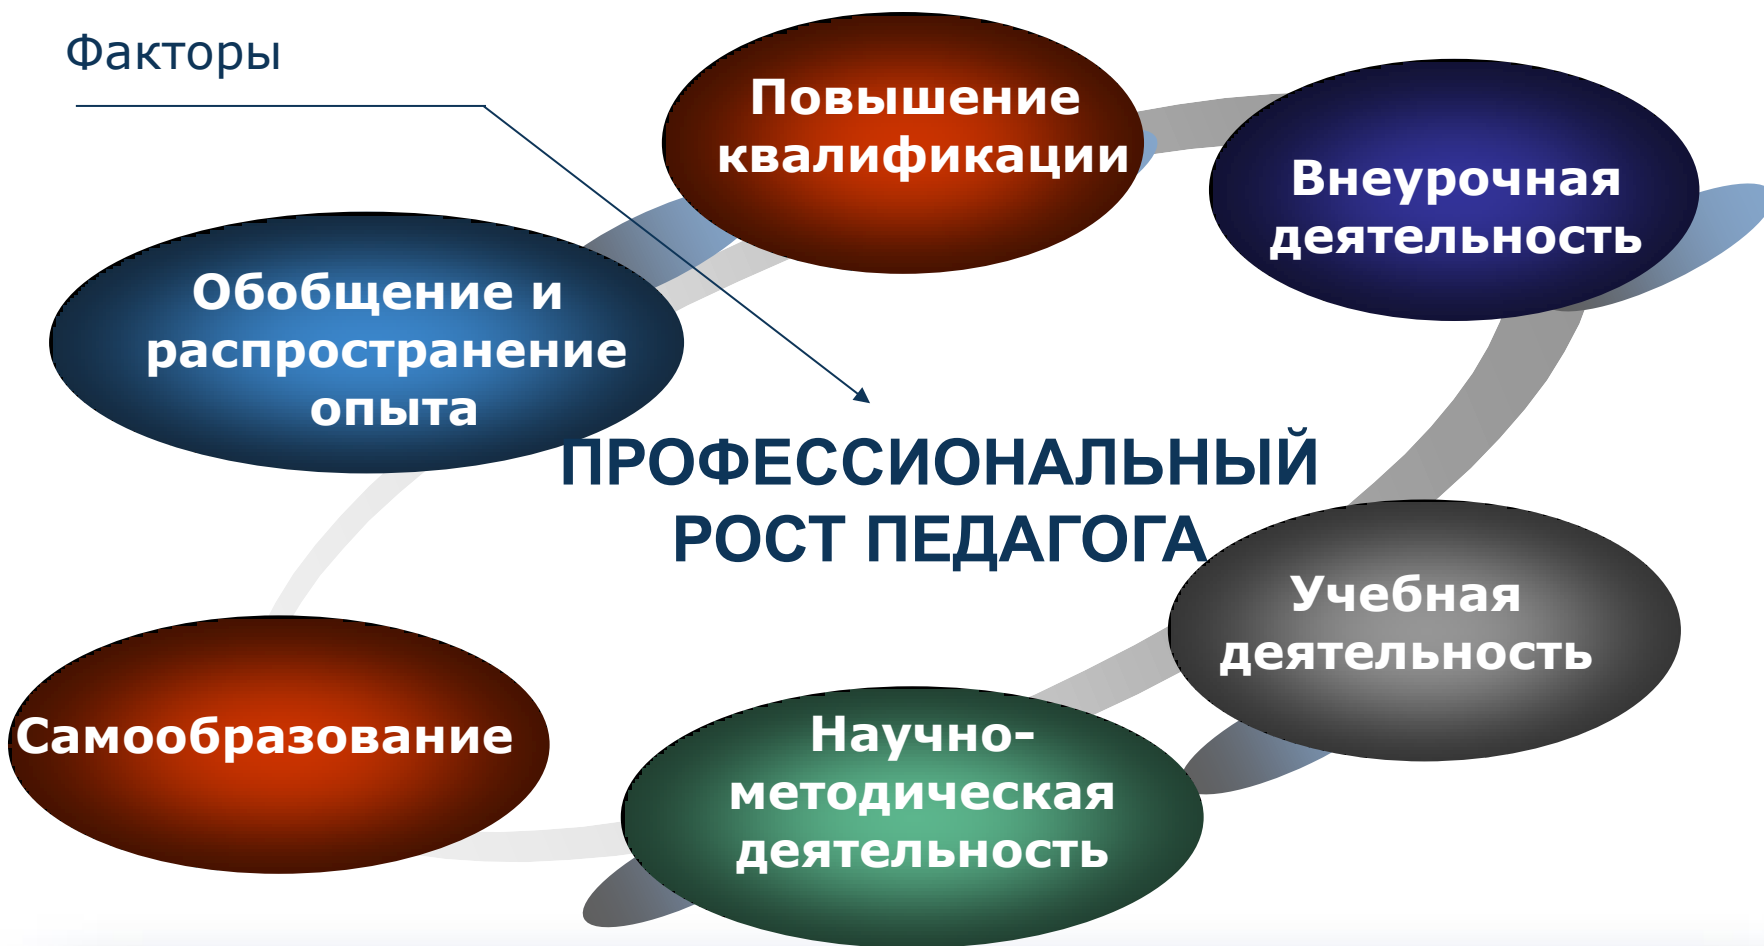 Факторы
Повышение
квалификации
Внеурочная
деятельность
Обобщение и
распространение
опыта
ПРОФЕССИОНАЛЬНЫЙ
РОСТ ПЕДАГОГА
Учебная
деятельность
Самообразование
Научно-
методическая
деятельность